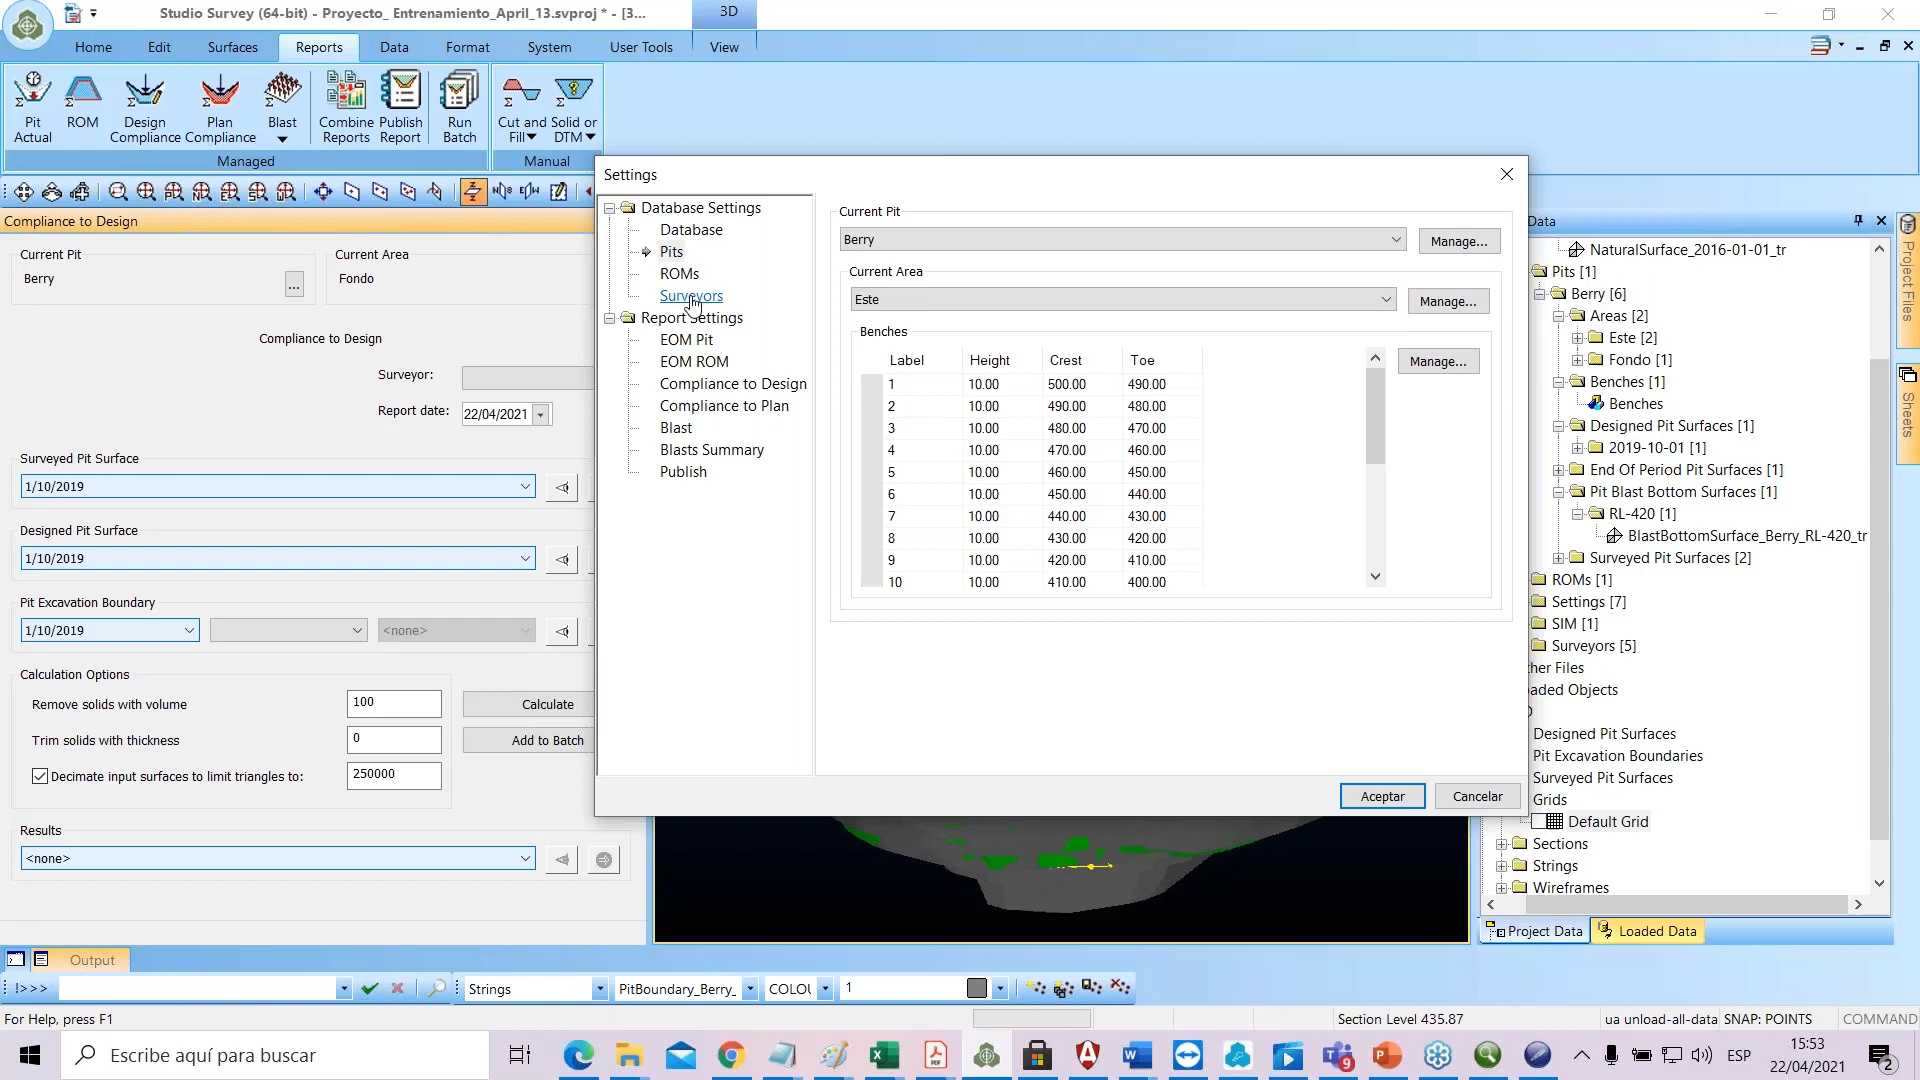 Studio Survey (64-bit) - Proyecto_ Entrenamiento_April_13.svproj * - [3...
3D
Home
Edit
Surfaces
Reports
Data
Format
System
User Tools
View
Pit Actual
ROM
Design Compliance
Plan Compliance
Blast
Combine Reports
Publish Report
Run Batch
Cut and Fill
Solid or DTM
Managed
Manual
Compliance to Design
Current Pit
Berry
...
Current Area
Fondo
Compliance to Design
Surveyor:
Report date:
22/04/2021
Surveyed Pit Surface
1/10/2019
Designed Pit Surface
1/10/2019
Pit Excavation Boundary
1/10/2019
<none>
Calculation Options
Remove solids with volume
100
Calculate
Trim solids with thickness
0
Add to Batch
Decimate input surfaces to limit triangles to:
250000
Results
<none>
Settings
Database Settings
Database
Pits
ROMs
Surveyors
Report Settings
EOM Pit
EOM ROM
Compliance to Design
Compliance to Plan
Blast
Blasts Summary
Publish
Current Pit
Berry
Manage...
Current Area
Este
Manage...
Benches
Label Height Crest Toe
Manage...
1 10.00 500.00 490.00
2 10.00 490.00 480.00
3 10.00 480.00 470.00
4 10.00 470.00 460.00
5 10.00 460.00 450.00
6 10.00 450.00 440.00
7 10.00 440.00 430.00
8 10.00 430.00 420.00
9 10.00 420.00 410.00
10 10.00 410.00 400.00
Aceptar
Cancelar
Data
NaturalSurface_2016-01-01_tr
Pits [1]
Berry [6]
Areas [2]
Este [2]
Fondo [1]
Benches [1]
Benches
Designed Pit Surfaces [1]
2019-10-01 [1]
End Of Period Pit Surfaces [1]
Pit Blast Bottom Surfaces [1]
RL-420 [1]
BlastBottomSurface_Berry_RL-420_tr
Surveyed Pit Surfaces [2]
ROMs [1]
Settings [7]
SIM [1]
Surveyors [5]
her Files
aded Objects
Designed Pit Surfaces
Pit Excavation Boundaries
Surveyed Pit Surfaces
Grids
Default Grid
Sections
Strings
Wireframes
Project Data
Loaded Data
Project Files
Sheets
Output
!>>>
Strings
PitBoundary_Berry_
COLOU
1
For Help, press F1
Section Level 435.87
ua unload-all-data
SNAP: POINTS
COMMAND
Escribe aquí para buscar
9
ESP
15:53
22/04/2021
2